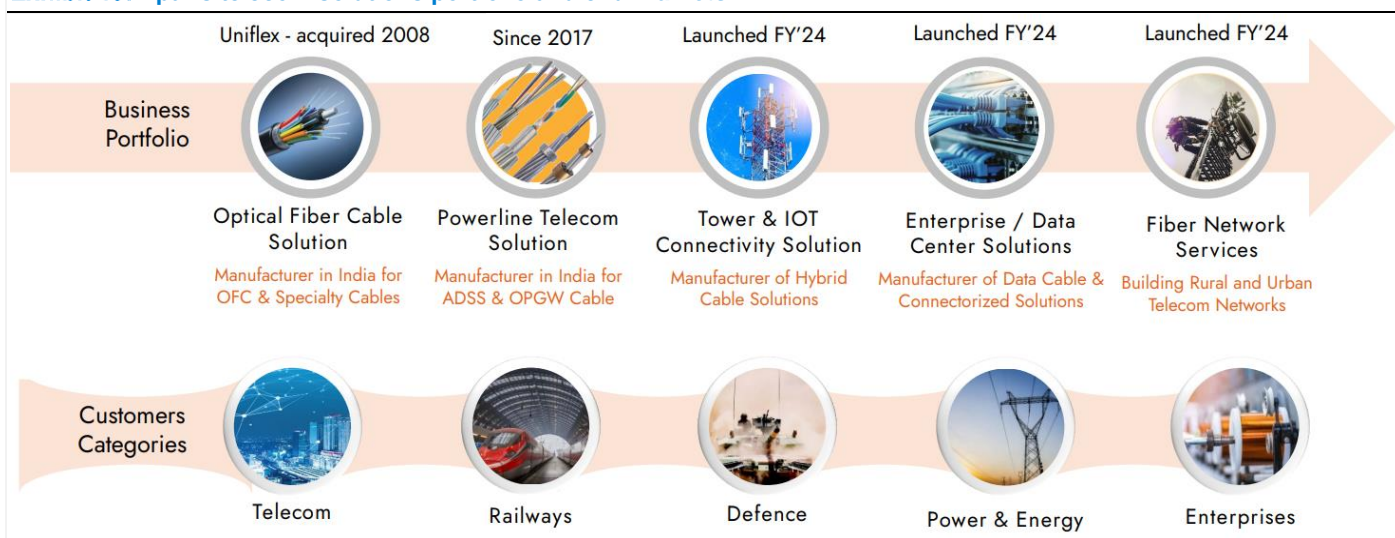 Uniflex - acquired 2008
Since 2017
Launched FY'24
Launched FY'24
Launched FY'24
Business
Portfolio
Optical Fiber Cable
Solution
Manufacturer in India for
OFC & Specialty Cables
Powerline Telecom
Solution
Manufacturer in India for
ADSS & OPGW Cable
Tower & IOT
Connectivity Solution
Manufacturer of Hybrid
Cable Solutions
Enterprise / Data
Center Solutions
Manufacturer of Data Cable &
Connectorized Solutions
Fiber Network
Services
Building Rural and Urban
Telecom Networks
Customers
Categories
Telecom
Railways
Defence
Power & Energy
Enterprises